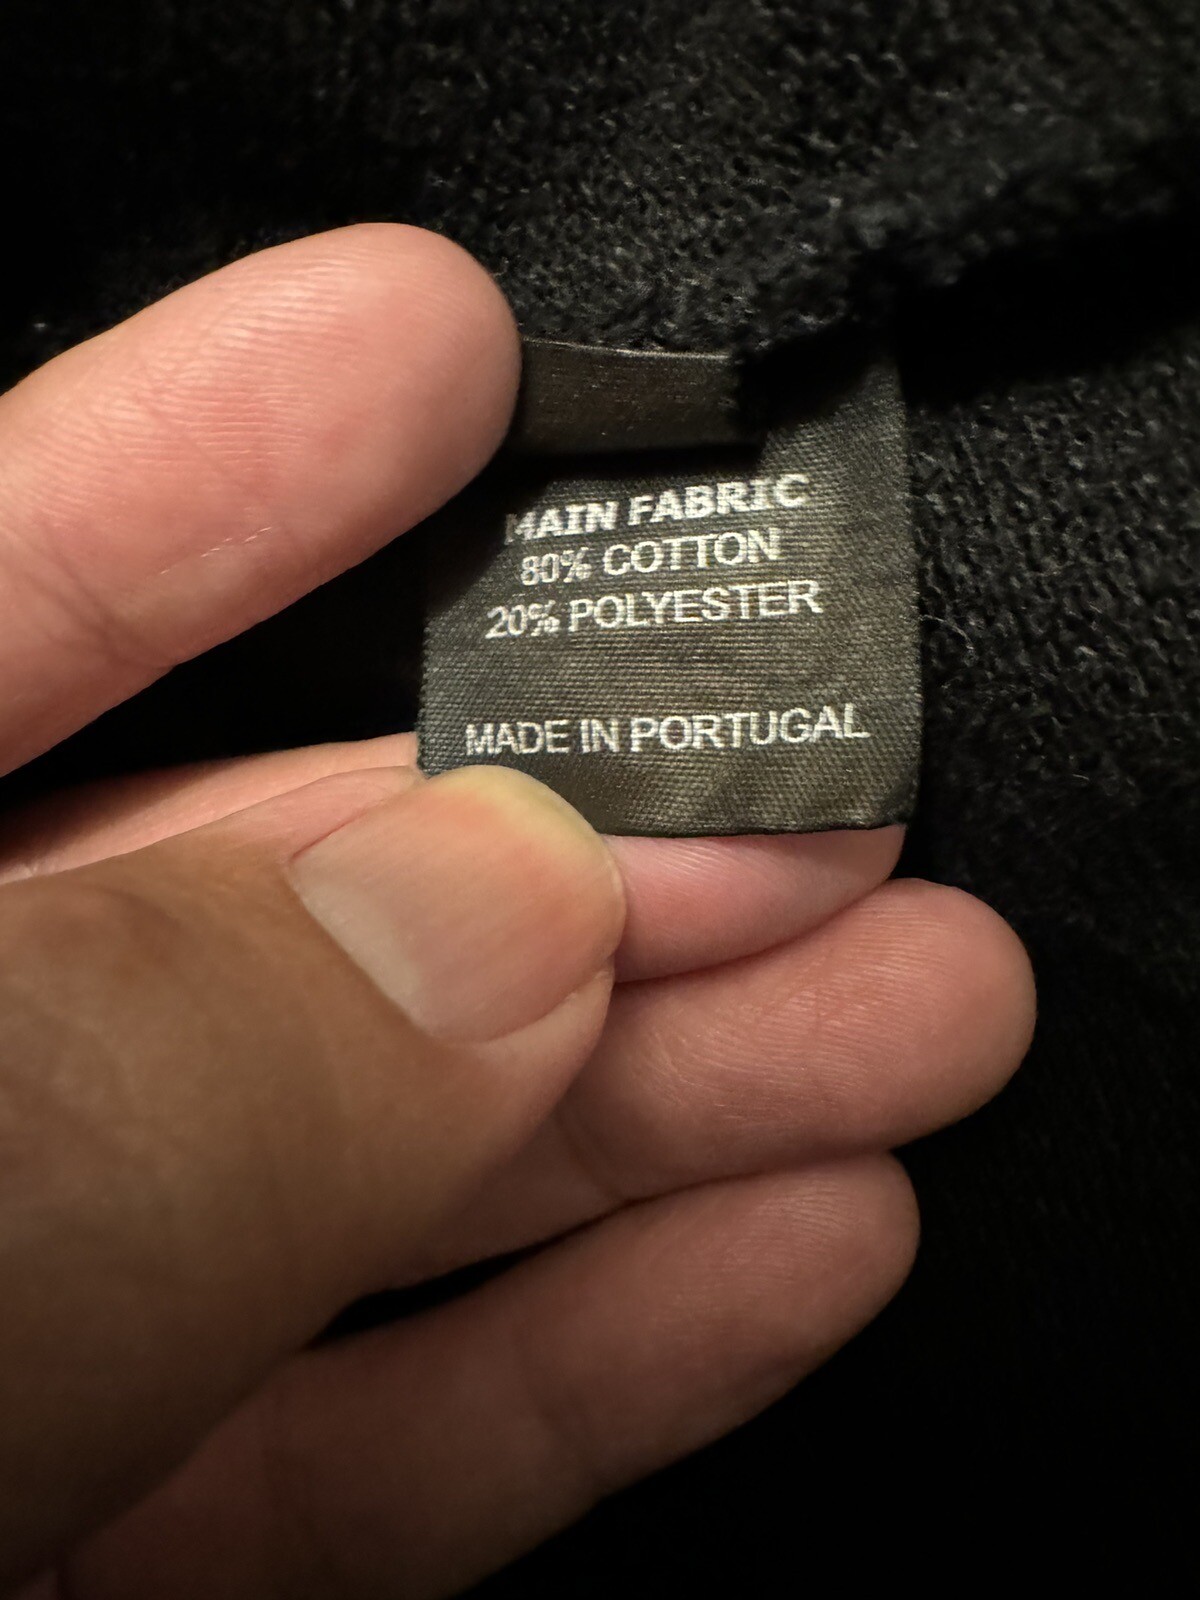 MAIN FABRIC
80% COTTON
20% POLYESTER
MADE IN PORTUGAL